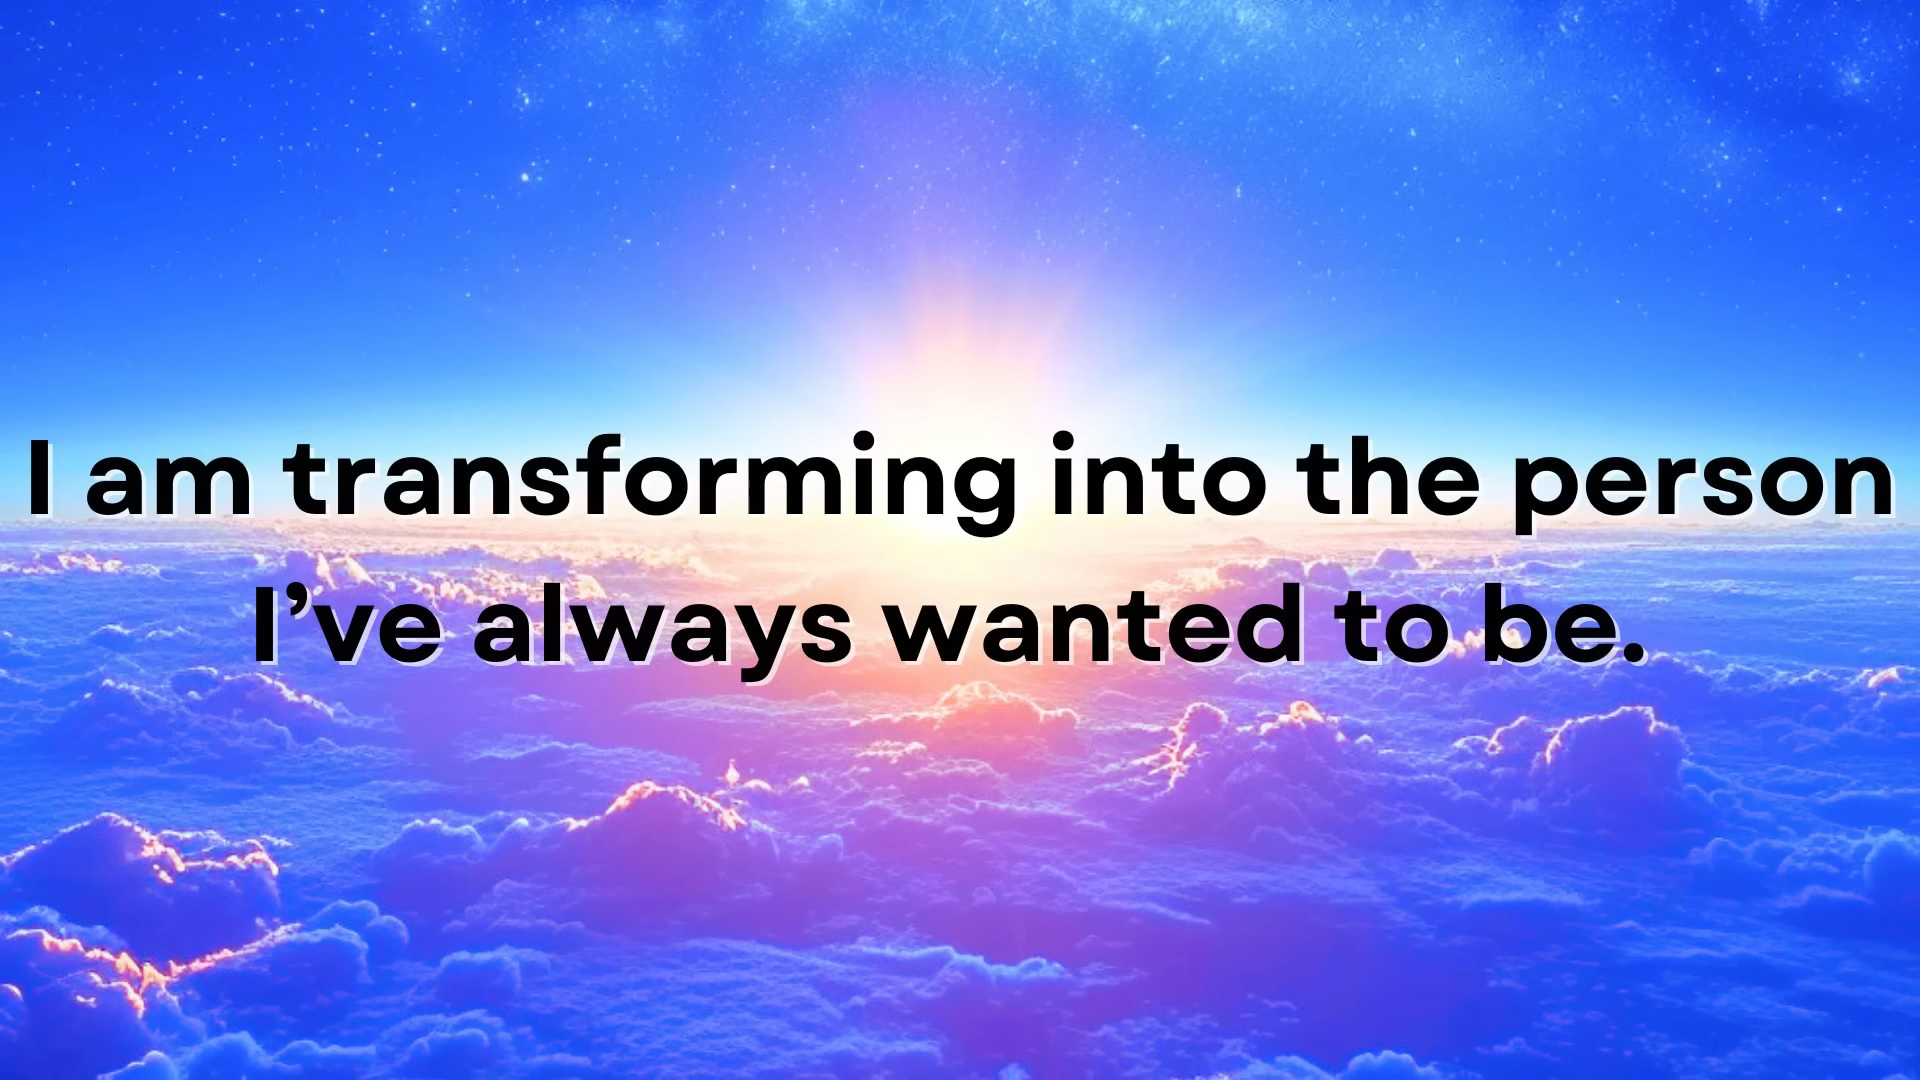 I am transforming into the person
I’ve always wanted to be.